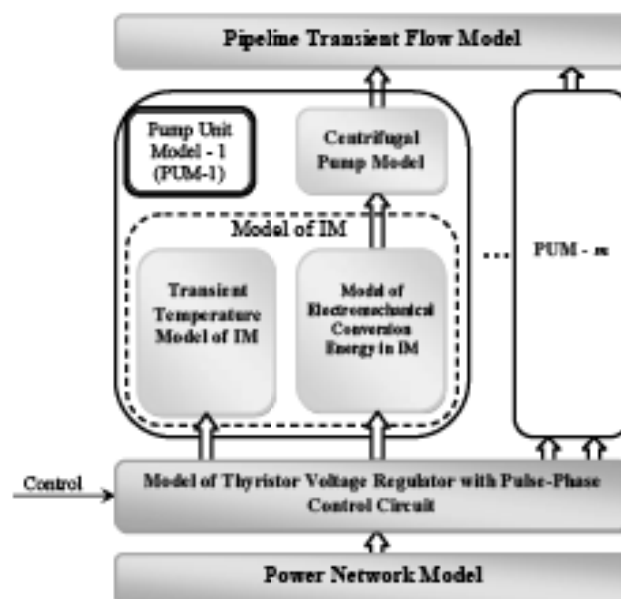 Pipeline Transient Flow Model
Pump Unit
Model - 1
(PUM-1)
Centrifugal
Pump Model
Model of IM
Transient
Temperature
Model of IM
Model of
Electromechanical
Conversion
Energy in IM
...
PUM - m
Control
Model of Thyristor Voltage Regulator with Pulse-Phase
Control Circuit
Power Network Model